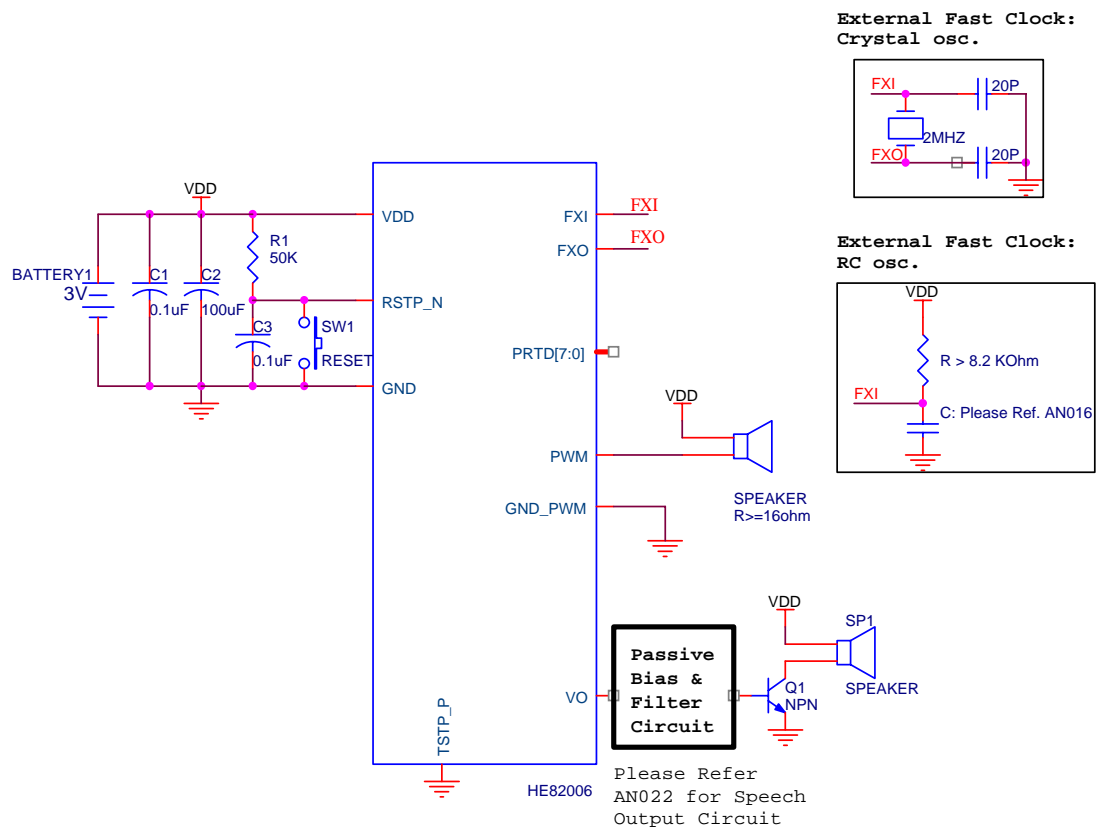 External Fast Clock:
Crystal osc.
FXI
20P
2MHZ
FXO
20P
VDD
VDD
FXI
FXI
FXO
FXO
R1
50K
BATTERY1
3V
C1
0.1uF
C2
100uF
RSTP_N
C3
0.1uF
SW1
RESET
GND
PRTD[7:0]
External Fast Clock:
RC osc.
VDD
R > 8.2 KOhm
FXI
C: Please Ref. AN016
VDD
PWM
SPEAKER
R>=16ohm
GND_PWM
VDD
SP1
SPEAKER
Passive
Bias &
Filter
Circuit
VO
Q1
NPN
TSTP_P
HE82006
Please Refer
AN022 for Speech
Output Circuit